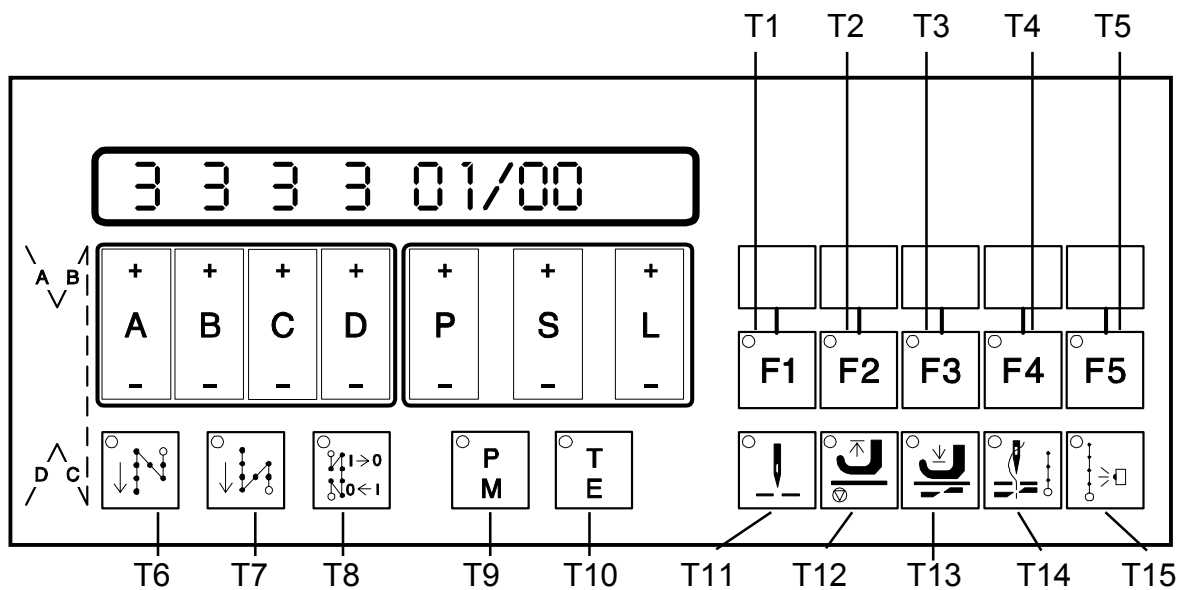 T1 T2 T3 T4 T5
3 3 3 3 01/00
A B
+ + + + + + +
A B C D P S L
– – – – – – –
F1 F2 F3 F4 F5
D C
I→0
0←I
P
M
T
E
T6 T7 T8 T9 T10 T11 T12 T13 T14 T15